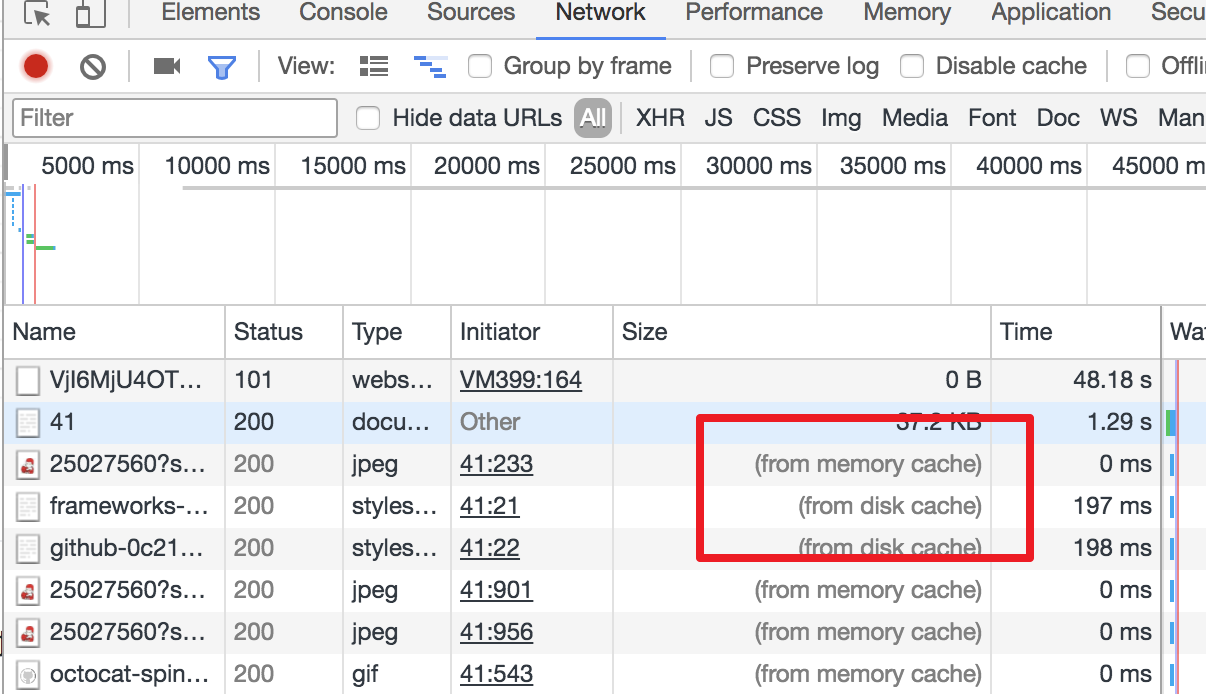 Elements Console Sources Network Performance Memory Application Secu
View: Group by frame Preserve log Disable cache Offli
Filter Hide data URLs All XHR JS CSS Img Media Font Doc WS Man
5000 ms 10000 ms 15000 ms 20000 ms 25000 ms 30000 ms 35000 ms 40000 ms 45000 m
Name Status Type Initiator Size Time Wat
VjI6MjU4OT... 101 webs... VM399:164 0 B 48.18 s
41 200 docu... Other 37.2 KB 1.29 s
25027560?s... 200 jpeg 41:233 (from memory cache) 0 ms
frameworks-... 200 styles... 41:21 (from disk cache) 197 ms
github-0c21... 200 styles... 41:22 (from disk cache) 198 ms
25027560?s... 200 jpeg 41:901 (from memory cache) 0 ms
25027560?s... 200 jpeg 41:956 (from memory cache) 0 ms
octocat-spin... 200 gif 41:543 (from memory cache) 0 ms